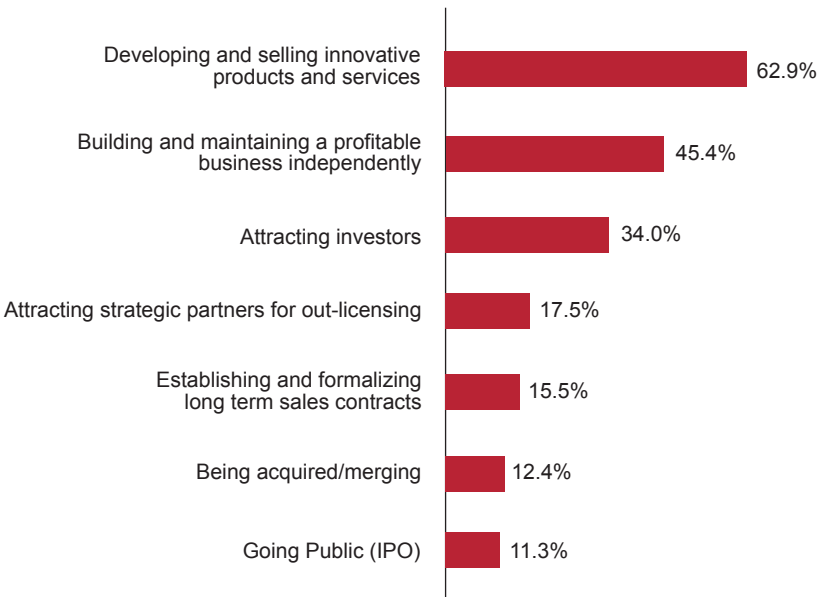 Developing and selling innovative
products and services
62.9%
Building and maintaining a profitable
business independently
45.4%
Attracting investors
34.0%
Attracting strategic partners for out-licensing
17.5%
Establishing and formalizing
long term sales contracts
15.5%
Being acquired/merging
12.4%
Going Public (IPO)
11.3%